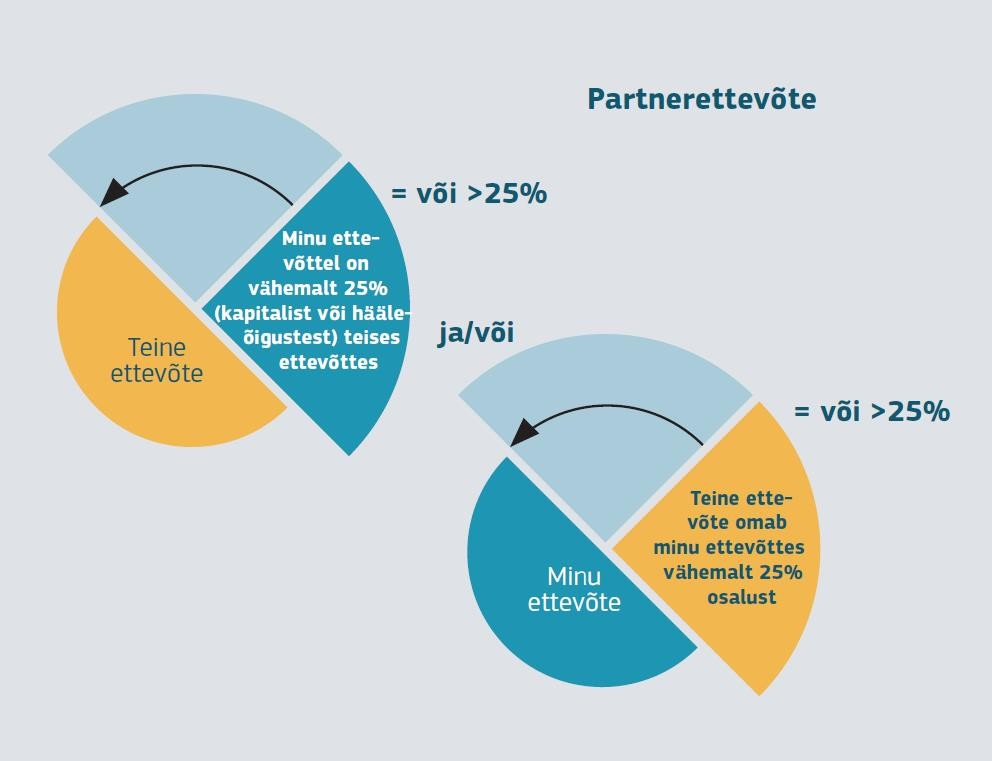 Partnerettevõte
= või >25%
Minu ette-
võttel on
vähemalt 25%
(kapitalist või hääle-
õigustest) teises
ettevõttes
Teine
ettevõte
ja/või
= või >25%
Teine ette-
võte omab
minu ettevõttes
vähemalt 25%
osalust
Minu
ettevõte